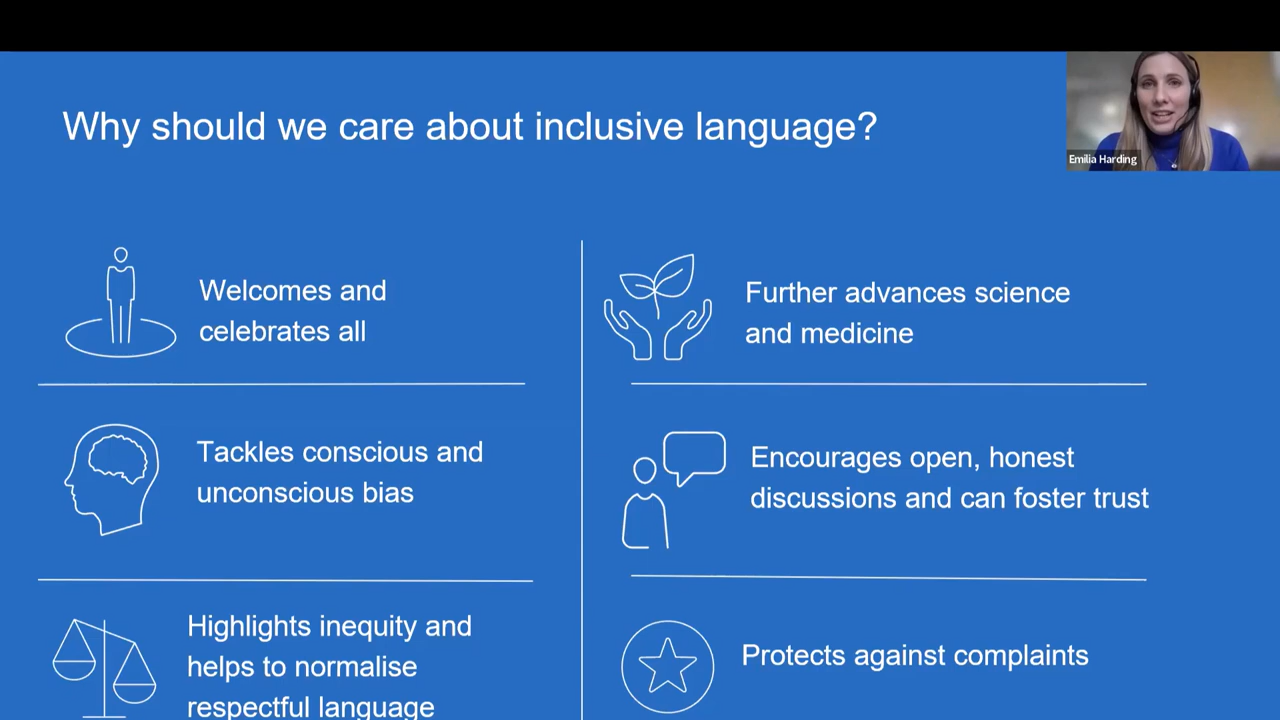 Why should we care about inclusive language?
Emilia Harding
Welcomes and
celebrates all
Further advances science
and medicine
Tackles conscious and
unconscious bias
Encourages open, honest
discussions and can foster trust
Highlights inequity and
helps to normalise
respectful language
Protects against complaints